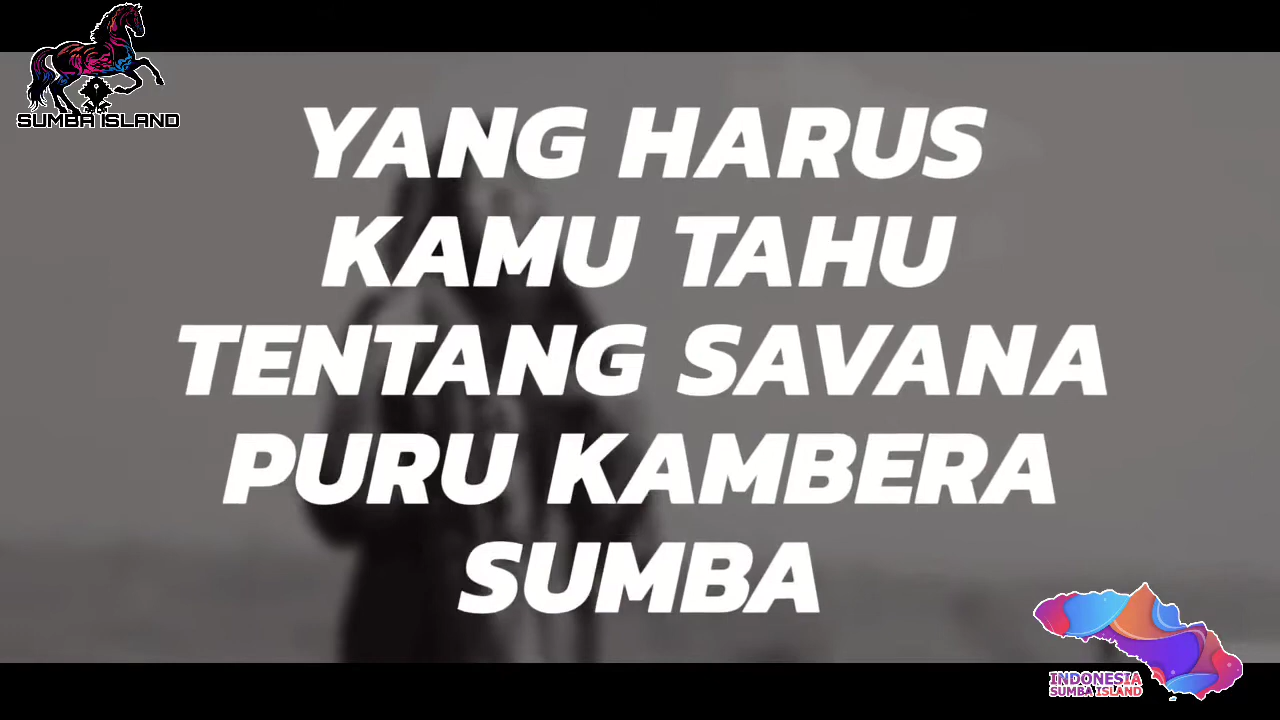 SUMBA ISLAND
YANG HARUS
KAMU TAHU
TENTANG SAVANA
PURU KAMBERA
SUMBA
INDONESIA
SUMBA ISLAND